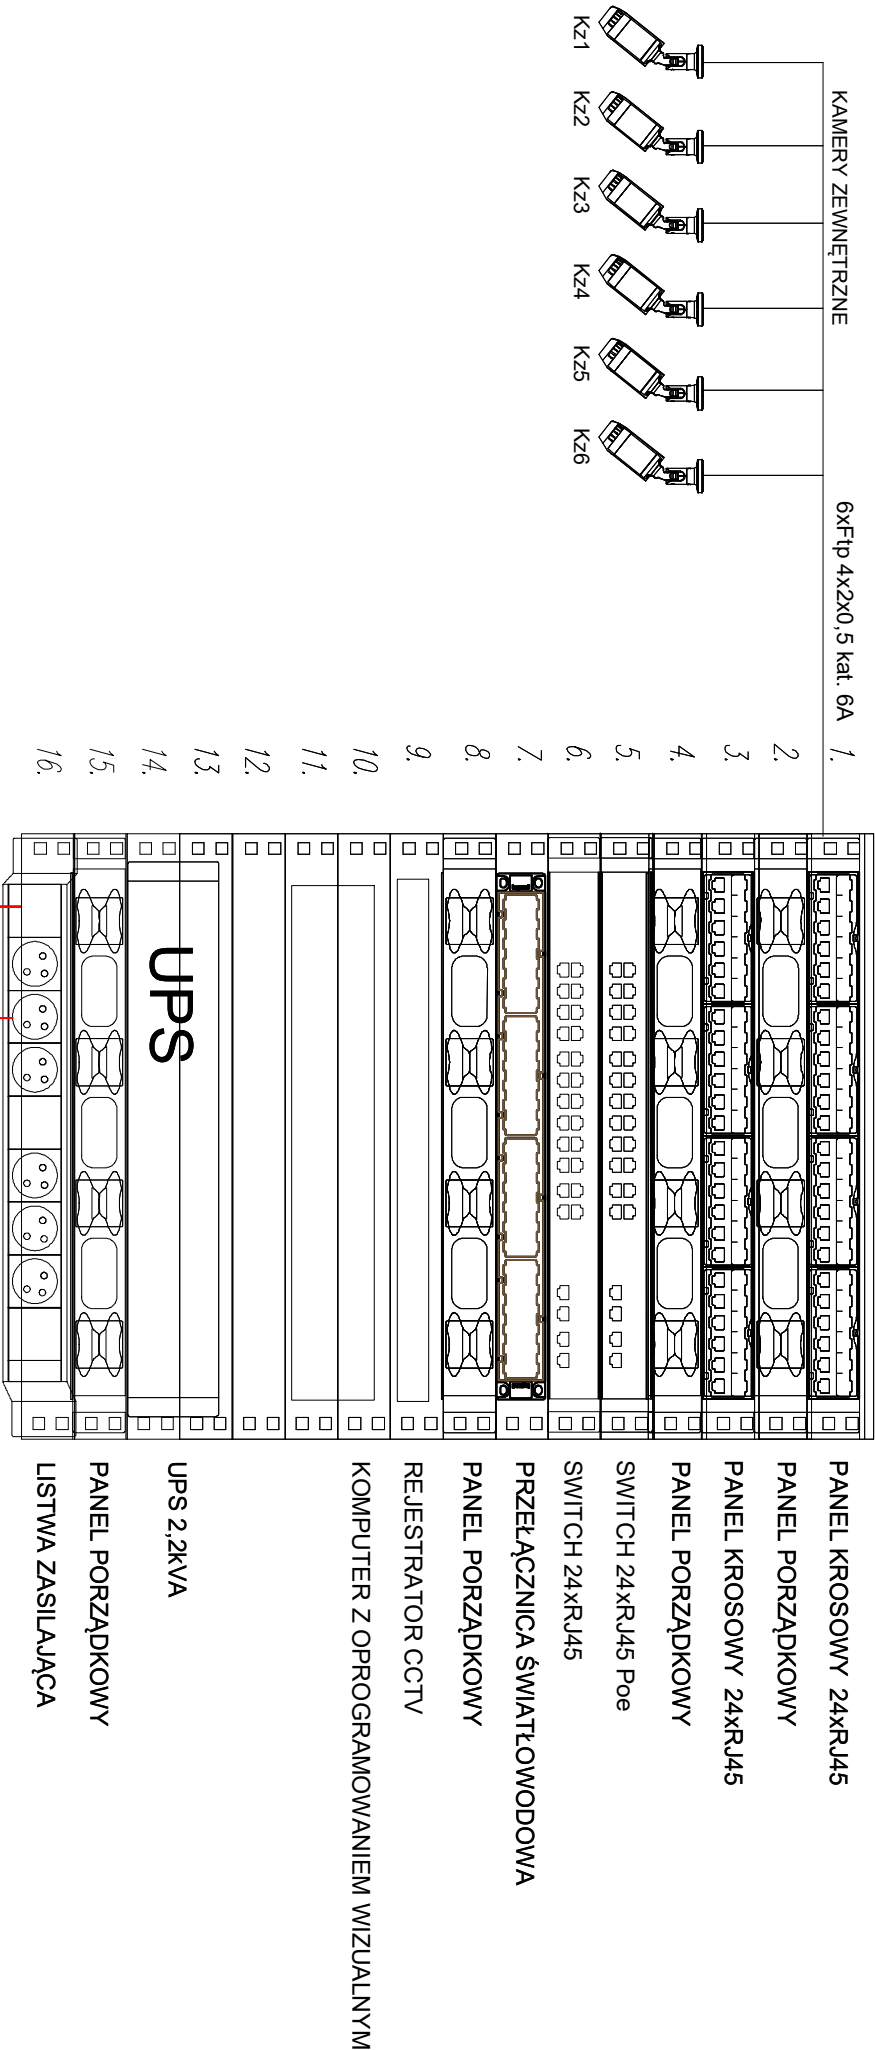 KAMERY ZEWNĘTRZNE
6xFtp 4x2x0,5 kat. 6A
Kz1
Kz2
Kz3
Kz4
Kz5
Kz6
1. PANEL KROSOWY 24xRJ45
2. PANEL PORZĄDKOWY
3. PANEL KROSOWY 24xRJ45
4. PANEL PORZĄDKOWY
5. SWITCH 24xRJ45 Poe
6. SWITCH 24xRJ45
7. PRZEŁĄCZNICA ŚWIATŁOWODOWA
8. PANEL PORZĄDKOWY
9. REJESTRATOR CCTV
10. KOMPUTER Z OPROGRAMOWANIEM WIZUALNYM
11.
12.
13.
14.
UPS
UPS 2,2kVA
15. PANEL PORZĄDKOWY
16. LISTWA ZASILAJĄCA